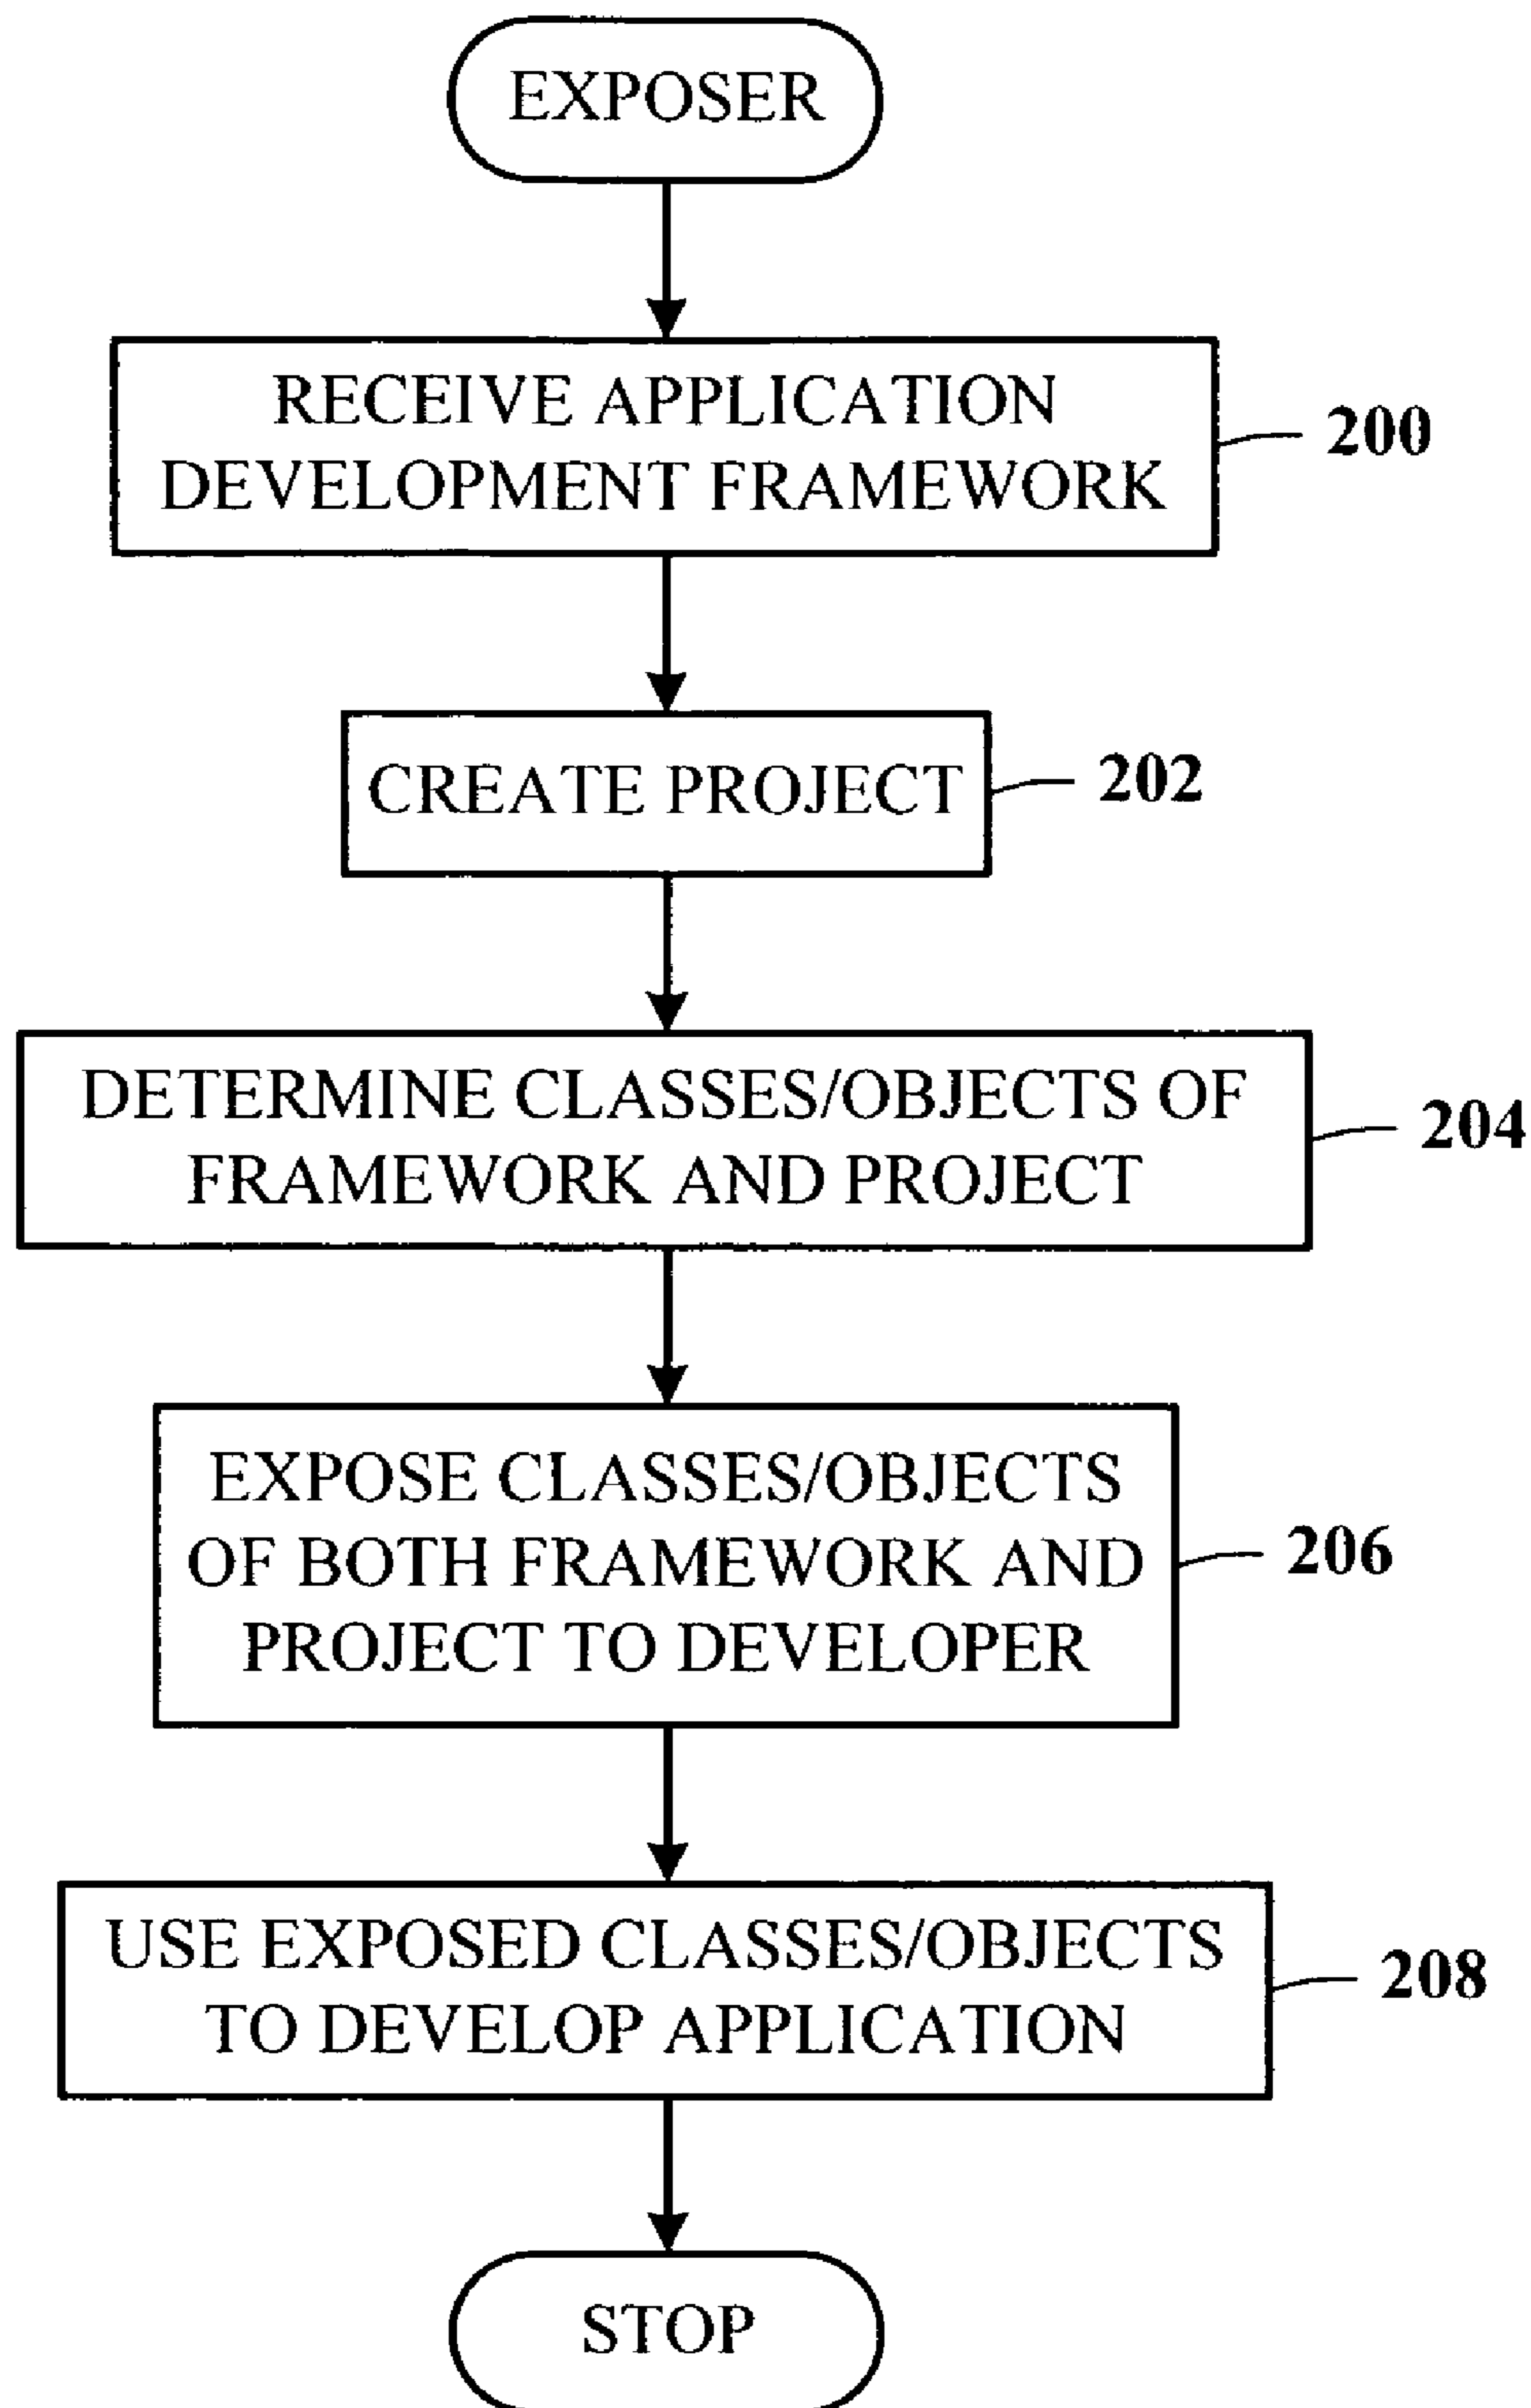 EXPOSER
RECEIVE APPLICATION
DEVELOPMENT FRAMEWORK
200
CREATE PROJECT
202
DETERMINE CLASSES/OBJECTS OF
FRAMEWORK AND PROJECT
204
EXPOSE CLASSES/OBJECTS
OF BOTH FRAMEWORK AND
PROJECT TO DEVELOPER
206
USE EXPOSED CLASSES/OBJECTS
TO DEVELOP APPLICATION
208
STOP